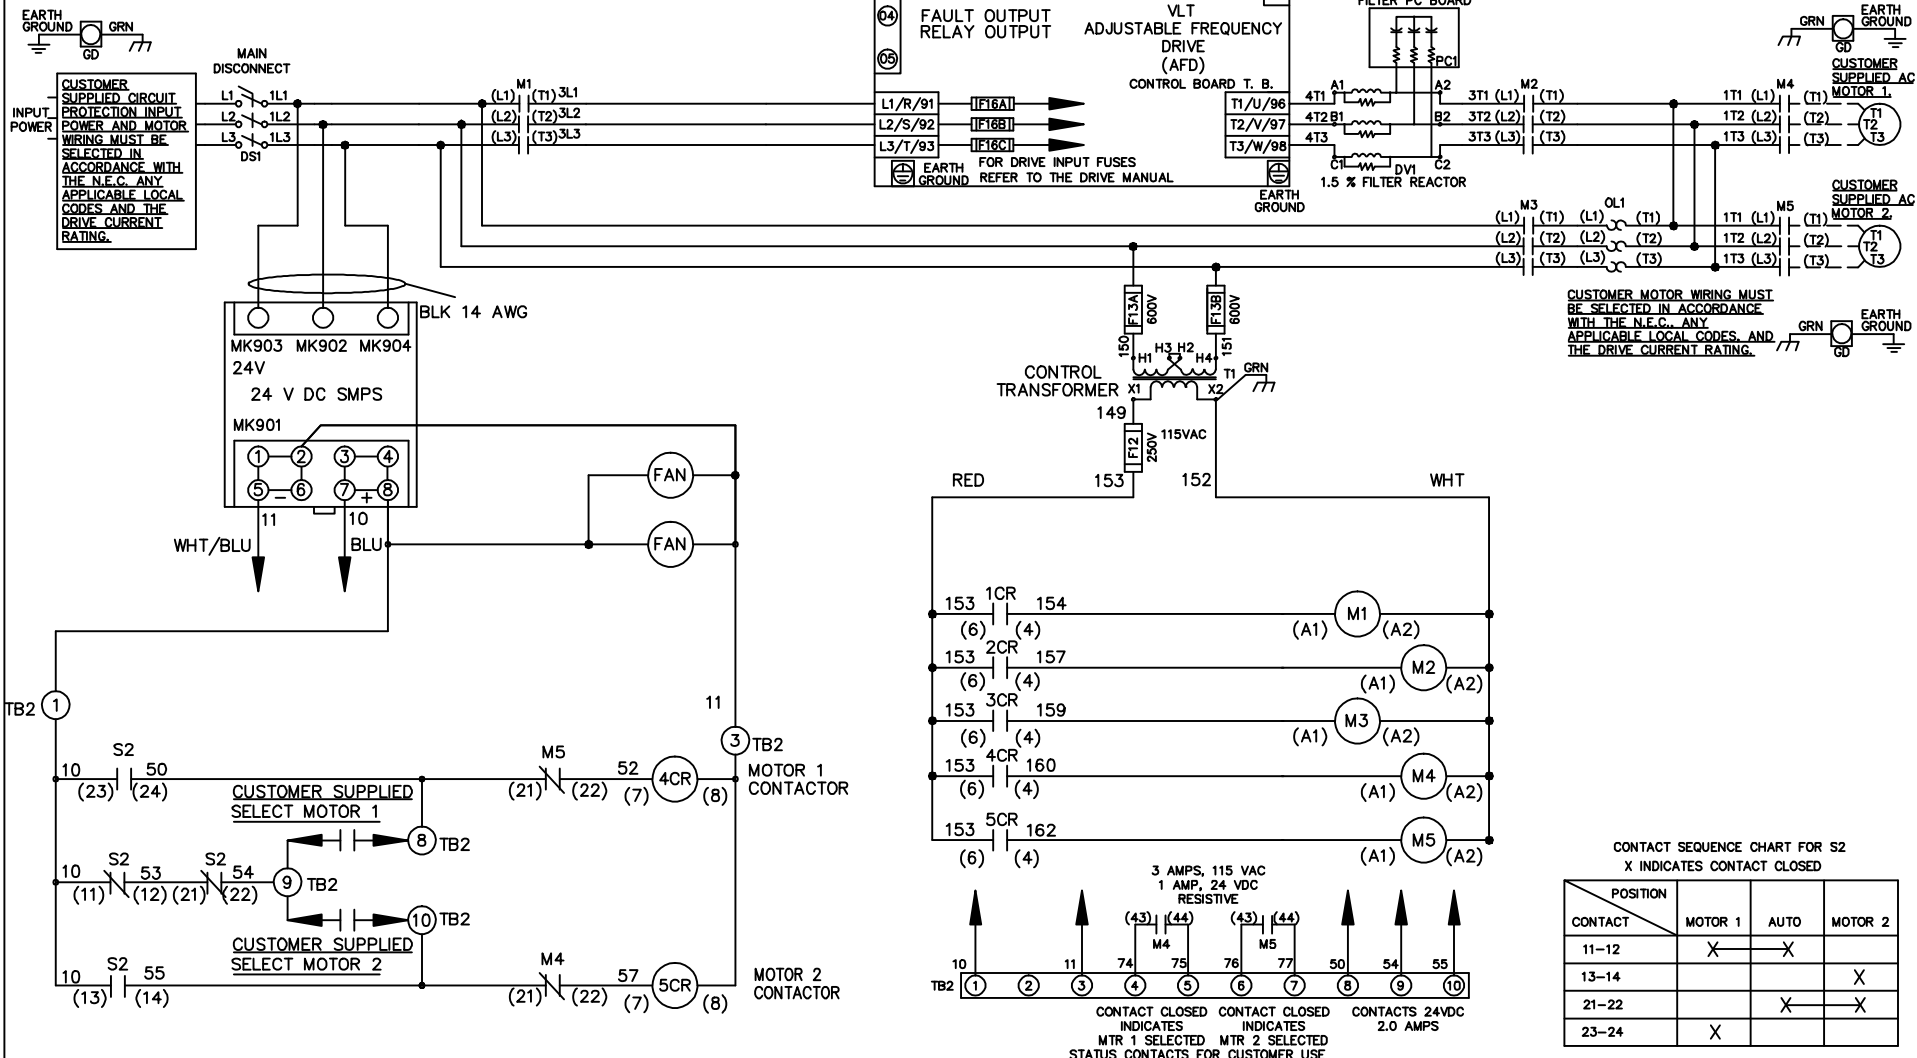 EARTH
GROUND
GRN
GD
CUSTOMER
SUPPLIED CIRCUIT
PROTECTION INPUT
POWER AND MOTOR
WIRING MUST BE
SELECTED IN
ACCORDANCE WITH
THE N.E.C. ANY
APPLICABLE LOCAL
CODES AND THE
DRIVE CURRENT
RATING.
INPUT
POWER
MAIN
DISCONNECT
L1 1L1
L2 1L2
L3 1L3
DS1
M1
(L1) (T1) 3L1
(L2) (T2) 3L2
(L3) (T3) 3L3
04
05
FAULT OUTPUT
RELAY OUTPUT
VLT
ADJUSTABLE FREQUENCY
DRIVE
(AFD)
CONTROL BOARD T. B.
L1/R/91
L2/S/92
L3/T/93
F16A
F16B
F16C
EARTH
GROUND
FOR DRIVE INPUT FUSES
REFER TO THE DRIVE MANUAL
T1/U/96
T2/V/97
T3/W/98
EARTH
GROUND
FILTER PC BOARD
PC1
4T1 A1 A2
4T2 B1 B2
4T3
C1 C2
DV1
1.5 % FILTER REACTOR
M2
3T1 (L1) (T1)
3T2 (L2) (T2)
3T3 (L3) (T3)
M4
1T1 (L1) (T1)
1T2 (L2) (T2)
1T3 (L3) (T3)
GRN
GD
EARTH
GROUND
CUSTOMER
SUPPLIED AC
MOTOR 1.
T1
T2
T3
M3
(L1) (T1)
(L2) (T2)
(L3) (T3)
OL1
(L1) (T1)
(L2) (T2)
(L3) (T3)
M5
1T1 (L1) (T1)
1T2 (L2) (T2)
1T3 (L3) (T3)
CUSTOMER
SUPPLIED AC
MOTOR 2.
T1
T2
T3
CUSTOMER MOTOR WIRING MUST
BE SELECTED IN ACCORDANCE
WITH THE N.E.C., ANY
APPLICABLE LOCAL CODES, AND
THE DRIVE CURRENT RATING.
GRN
GD
EARTH
GROUND
BLK 14 AWG
MK903 MK902 MK904
24V
24 V DC SMPS
MK901
1 2 3 4
5 - 6 7 + 8
11
10
WHT/BLU
BLU
FAN
FAN
F13A
600V
F13B
600V
150
151
H1 H3 H2 H4
CONTROL
TRANSFORMER
X1 X2
T1
GRN
149
F12
250V
115VAC
153
152
RED
WHT
153 1CR 154
(6) (4)
M1
(A1) (A2)
153 2CR 157
(6) (4)
M2
(A1) (A2)
153 3CR 159
(6) (4)
M3
(A1) (A2)
153 4CR 160
(6) (4)
M4
(A1) (A2)
153 5CR 162
(6) (4)
M5
(A1) (A2)
TB2 1
11
3 TB2
10 S2 50
(23) (24)
M5
(21) (22)
52
(7) 4CR (8)
MOTOR 1
CONTACTOR
CUSTOMER SUPPLIED
SELECT MOTOR 1
8 TB2
10 S2 53 S2 54
(11) (12) (21) (22)
9 TB2
10 TB2
CUSTOMER SUPPLIED
SELECT MOTOR 2
10 S2 55
(13) (14)
M4
(21) (22)
57
(7) 5CR (8)
MOTOR 2
CONTACTOR
3 AMPS, 115 VAC
1 AMP, 24 VDC
RESISTIVE
(43) (44)
M4
(43) (44)
M5
10 11 74 75 76 77 50 54 55
TB2 1 2 3 4 5 6 7 8 9 10
CONTACT CLOSED
INDICATES
MTR 1 SELECTED
CONTACT CLOSED
INDICATES
MTR 2 SELECTED
CONTACTS 24VDC
2.0 AMPS
STATUS CONTACTS FOR CUSTOMER USE
CONTACT SEQUENCE CHART FOR S2
X INDICATES CONTACT CLOSED
POSITION
CONTACT MOTOR 1 AUTO MOTOR 2
11-12 X X
13-14 X
21-22 X X
23-24 X